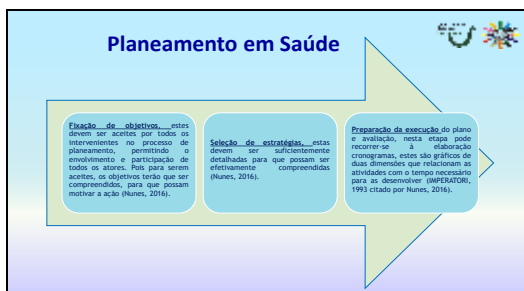 Planeamento em Saúde
Fixação de objetivos, estes
devem ser aceites por todos os
intervenientes no processo de
planeamento, permitindo o
envolvimento e participação de
todos os atores. Pois para serem
aceites, os objetivos terão que ser
compreendidos, para que possam
motivar a ação (Nunes, 2016).
Seleção de estratégias, estas
devem ser suficientemente
detalhadas para que possam ser
efetivamente compreendidas
(Nunes, 2016).
Preparação da execução do plano
e avaliação, nesta etapa pode
recorrer-se à elaboração
cronogramas, estes são gráficos de
duas dimensões que relacionam as
atividades com o tempo necessário
para as desenvolver (IMPERATORI,
1993 citado por Nunes, 2016).